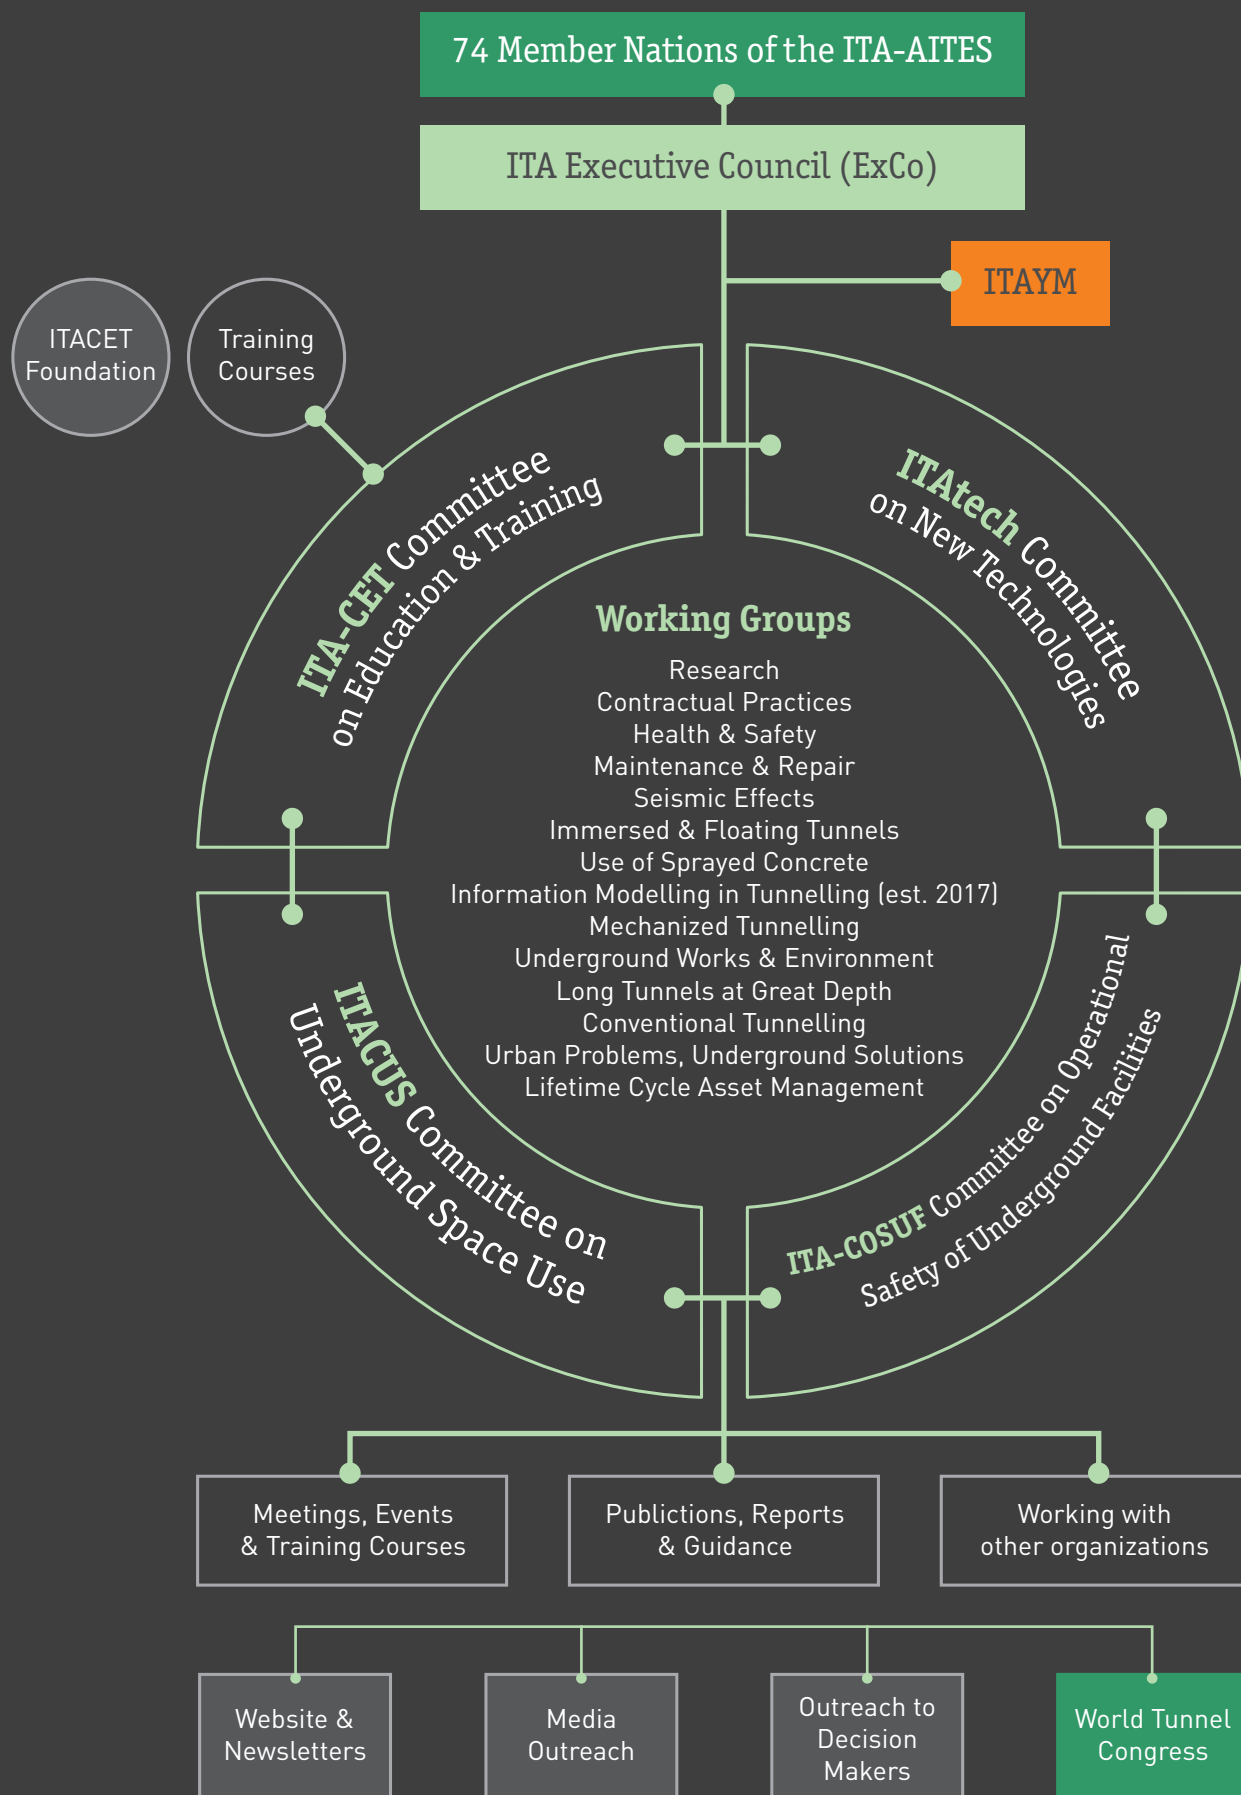 74 Member Nations of the ITA-AITES
ITA Executive Council (ExCo)
ITAYM
ITACET
Foundation
Training
Courses
ITA-CET Committee
on Education & Training
ITAtech Committee
on New Technologies
Working Groups
Research
Contractual Practices
Health & Safety
Maintenance & Repair
Seismic Effects
Immersed & Floating Tunnels
Use of Sprayed Concrete
Information Modelling in Tunnelling (est. 2017)
Mechanized Tunnelling
Underground Works & Environment
Long Tunnels at Great Depth
Conventional Tunnelling
Urban Problems, Underground Solutions
Lifetime Cycle Asset Management
ITACUS Committee on
Underground Space Use
ITA-COSUF Committee on Operational
Safety of Underground Facilities
Meetings, Events
& Training Courses
Publictions, Reports
& Guidance
Working with
other organizations
Website &
Newsletters
Media
Outreach
Outreach to
Decision
Makers
World Tunnel
Congress